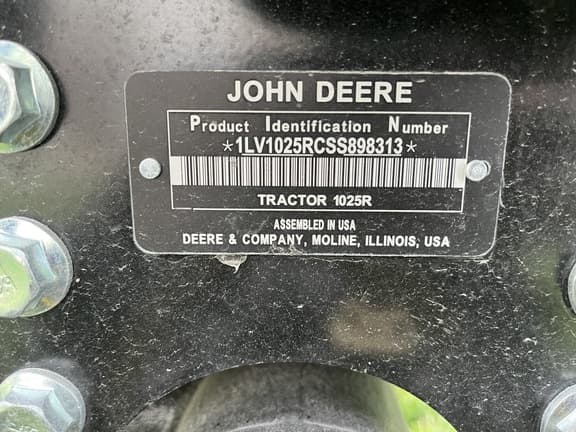 JOHN DEERE
Product Identification Number
*1LV1025RCSS898313*
TRACTOR 1025R
ASSEMBLED IN USA
DEERE & COMPANY, MOLINE, ILLINOIS, USA